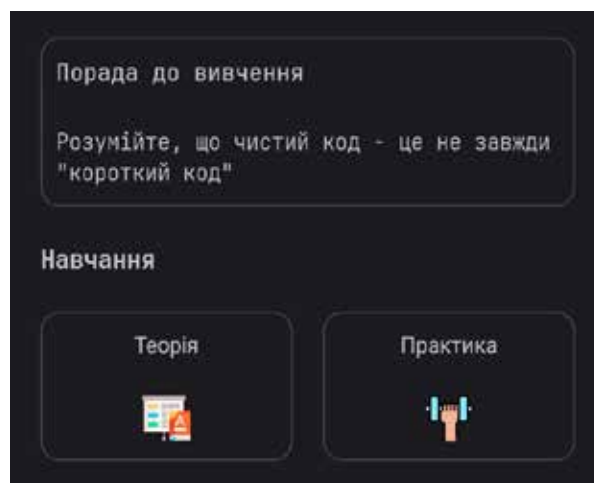 Порада до вивчення
Розумійте, що чистий код - це не завжди
"короткий код"
Навчання
Теорія
Практика